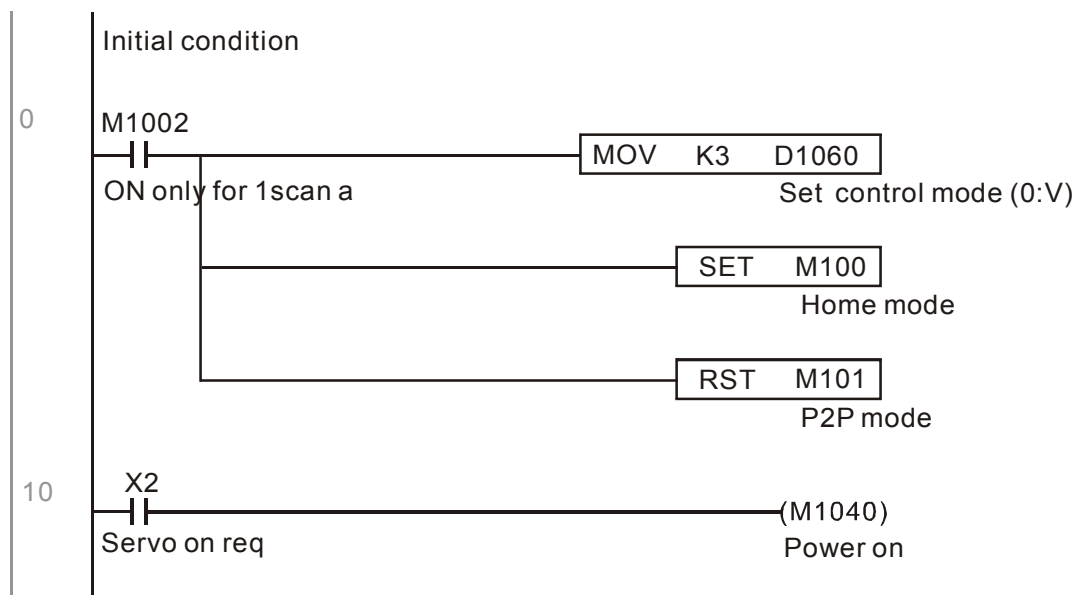 Initial condition
0
M1002
MOV K3 D1060
ON only for 1scan a
Set control mode (0:V)
SET M100
Home mode
RST M101
P2P mode
10
X2
(M1040)
Servo on req
Power on